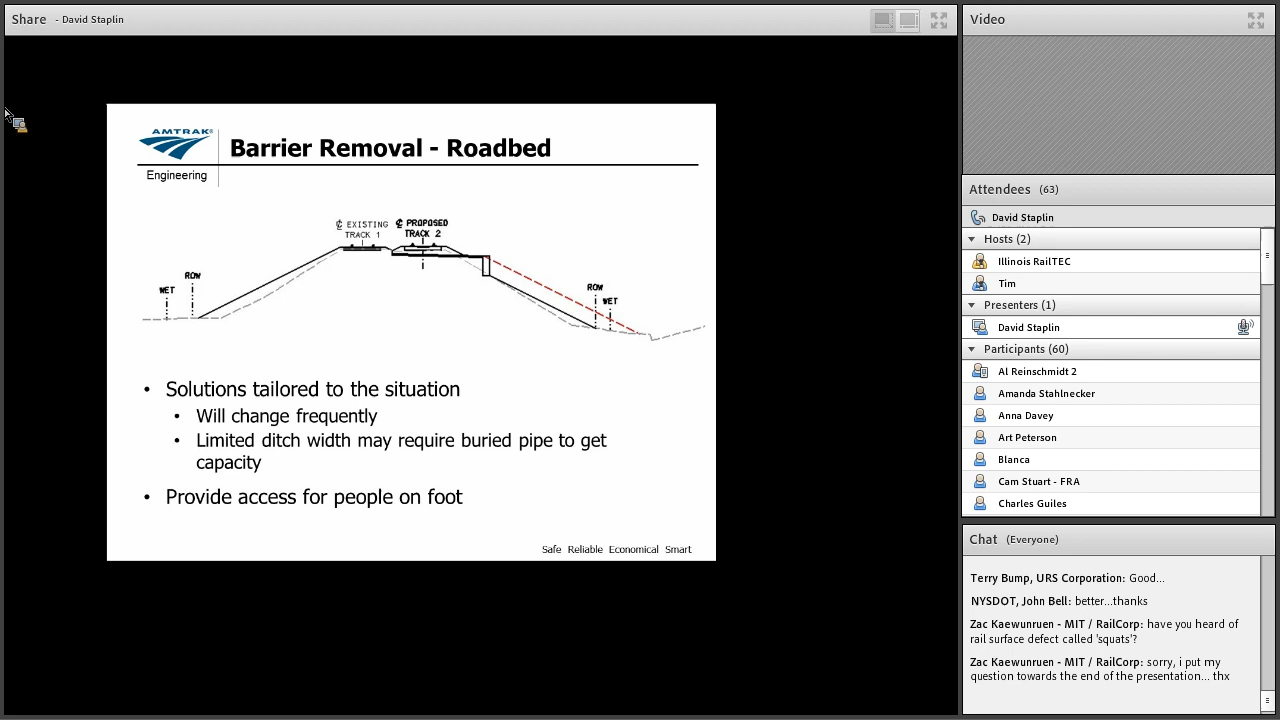 Share - David Staplin
AMTRAK®
Engineering
Barrier Removal - Roadbed
℄ EXISTING
TRACK 1
℄ PROPOSED
TRACK 2
WET
ROW
ROW
WET
• Solutions tailored to the situation
• Will change frequently
• Limited ditch width may require buried pipe to get
capacity
• Provide access for people on foot
Safe Reliable Economical Smart
Video
Attendees (63)
David Staplin
Hosts (2)
Illinois RailTEC
Tim
Presenters (1)
David Staplin
Participants (60)
Al Reinschmidt 2
Amanda Stahlnecker
Anna Davey
Art Peterson
Blanca
Cam Stuart - FRA
Charles Guiles
Chat (Everyone)
Terry Bump, URS Corporation: Good...
NYSDOT, John Bell: better...thanks
Zac Kaewunruen - MIT / RailCorp: have you heard of
rail surface defect called 'squats'?
Zac Kaewunruen - MIT / RailCorp: sorry, i put my
question towards the end of the presentation... thx